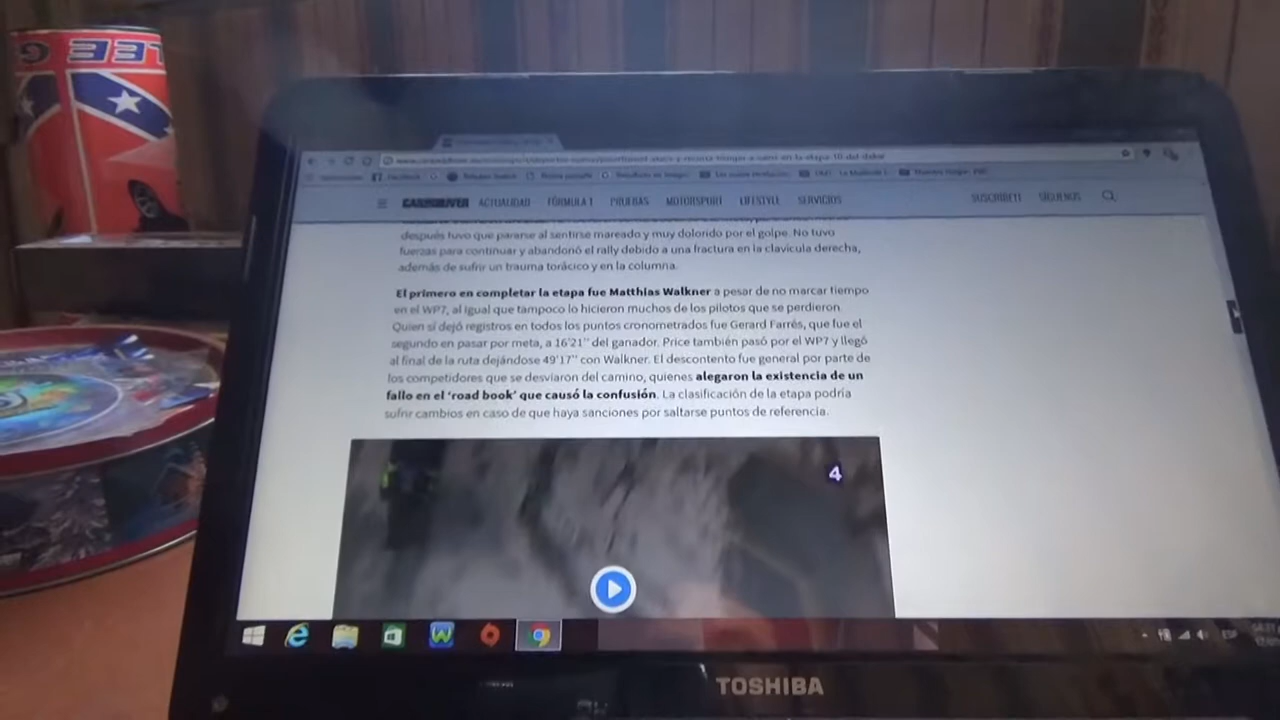 G EET
CARANDDRIVER ACTUALIDAD FÓRMULA 1 PRUEBAS MOTORSPORT LIFESTYLE SERVICIOS SUSCRÍBETE SÍGUENOS
después tuvo que pararse al sentirse mareado y muy dolorido por el golpe. No tuvo
fuerzas para continuar y abandonó el rally debido a una fractura en la clavícula derecha,
además de sufrir un trauma torácico y en la columna.
El primero en completar la etapa fue Matthias Walkner a pesar de no marcar tiempo
en el WP7, al igual que tampoco lo hicieron muchos de los pilotos que se perdieron.
Quien sí dejó registros en todos los puntos cronometrados fue Gerard Farrés, que fue el
segundo en pasar por meta, a 16'21'' del ganador. Price también pasó por el WP7 y llegó
al final de la ruta dejándose 49'17'' con Walkner. El descontento fue general por parte de
los competidores que se desviaron del camino, quienes alegaron la existencia de un
fallo en el 'road book' que causó la confusión. La clasificación de la etapa podría
sufrir cambios en caso de que haya sanciones por saltarse puntos de referencia.
4
TOSHIBA